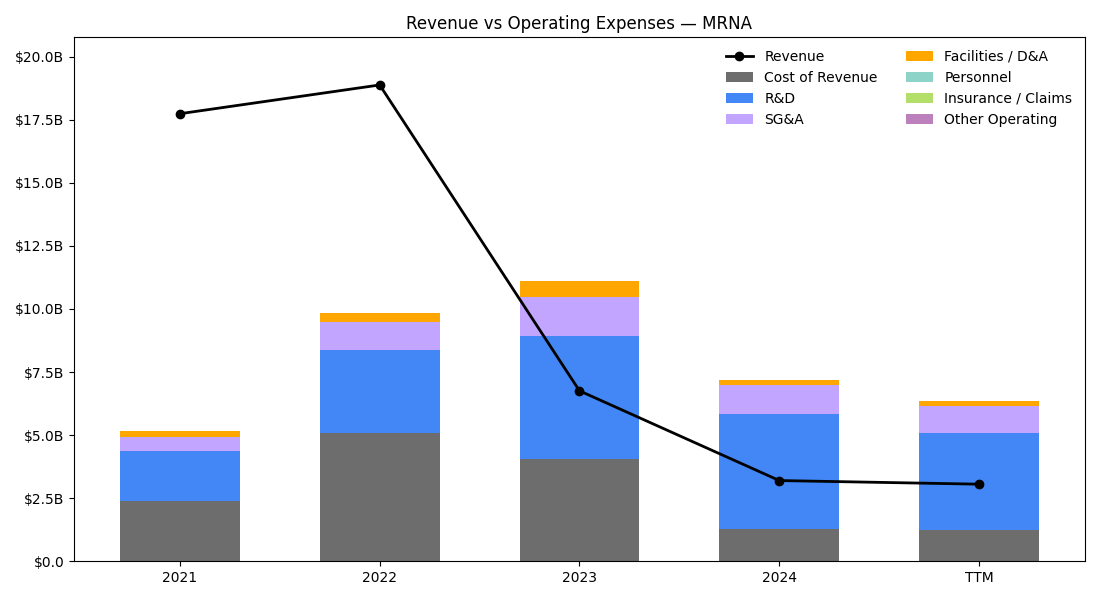 Revenue vs Operating Expenses — MRNA
$20.0B
$17.5B
$15.0B
$12.5B
$10.0B
$7.5B
$5.0B
$2.5B
$0.0
Revenue
Cost of Revenue
R&D
SG&A
Facilities / D&A
Personnel
Insurance / Claims
Other Operating
2021
2022
2023
2024
TTM